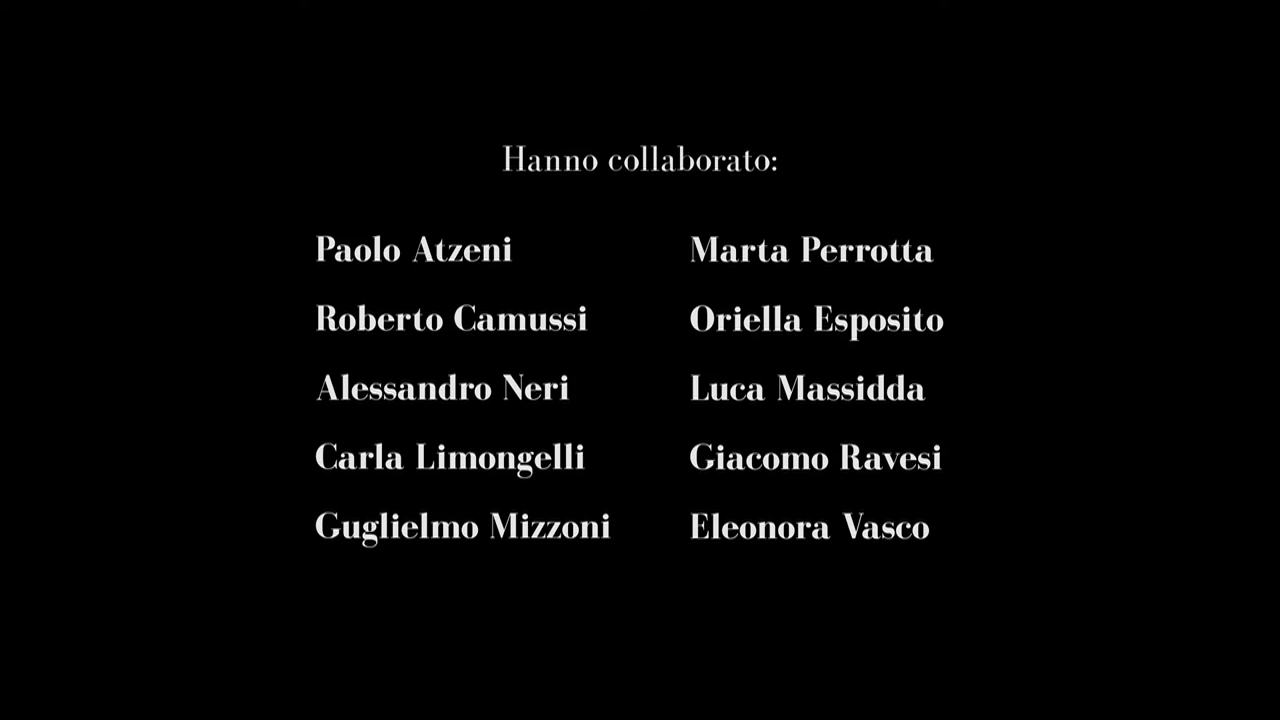 Hanno collaborato:
Paolo Atzeni
Roberto Camussi
Alessandro Neri
Carla Limongelli
Guglielmo Mizzoni
Marta Perrotta
Oriella Esposito
Luca Massidda
Giacomo Ravesi
Eleonora Vasco